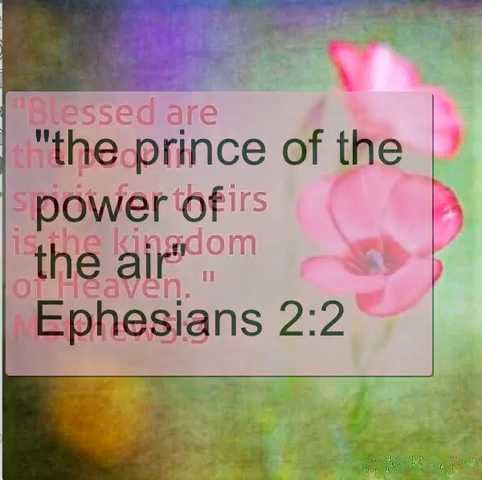 "Blessed are
the poor in
spirit, for theirs
is the kingdom
of Heaven. "
Matthew 5:3
"the prince of the
power of
the air"
Ephesians 2:2